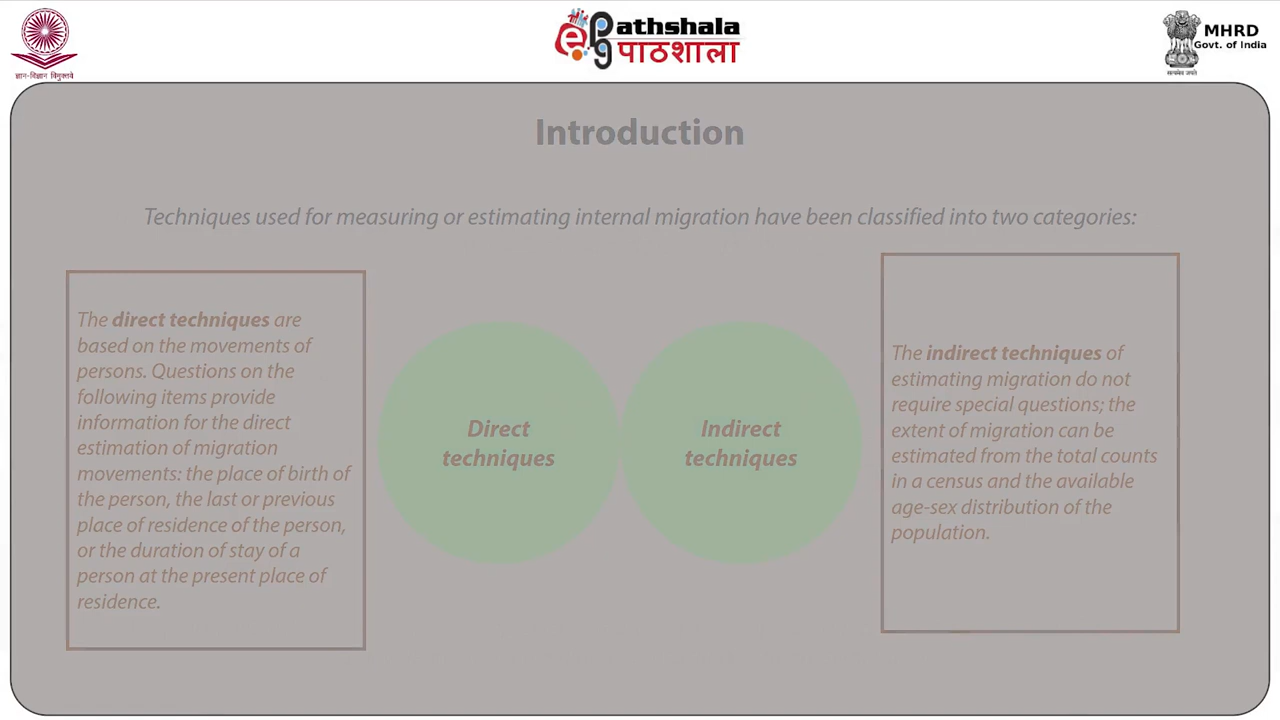 ज्ञान-विज्ञान विमुक्तये
ePathshala
पाठशाला
MHRD
Govt. of India
सत्यमेव जयते
Introduction
Techniques used for measuring or estimating internal migration have been classified into two categories:
The direct techniques are
based on the movements of
persons. Questions on the
following items provide
information for the direct
estimation of migration
movements: the place of birth of
the person, the last or previous
place of residence of the person,
or the duration of stay of a
person at the present place of
residence.
Direct
techniques
Indirect
techniques
The indirect techniques of
estimating migration do not
require special questions; the
extent of migration can be
estimated from the total counts
in a census and the available
age-sex distribution of the
population.